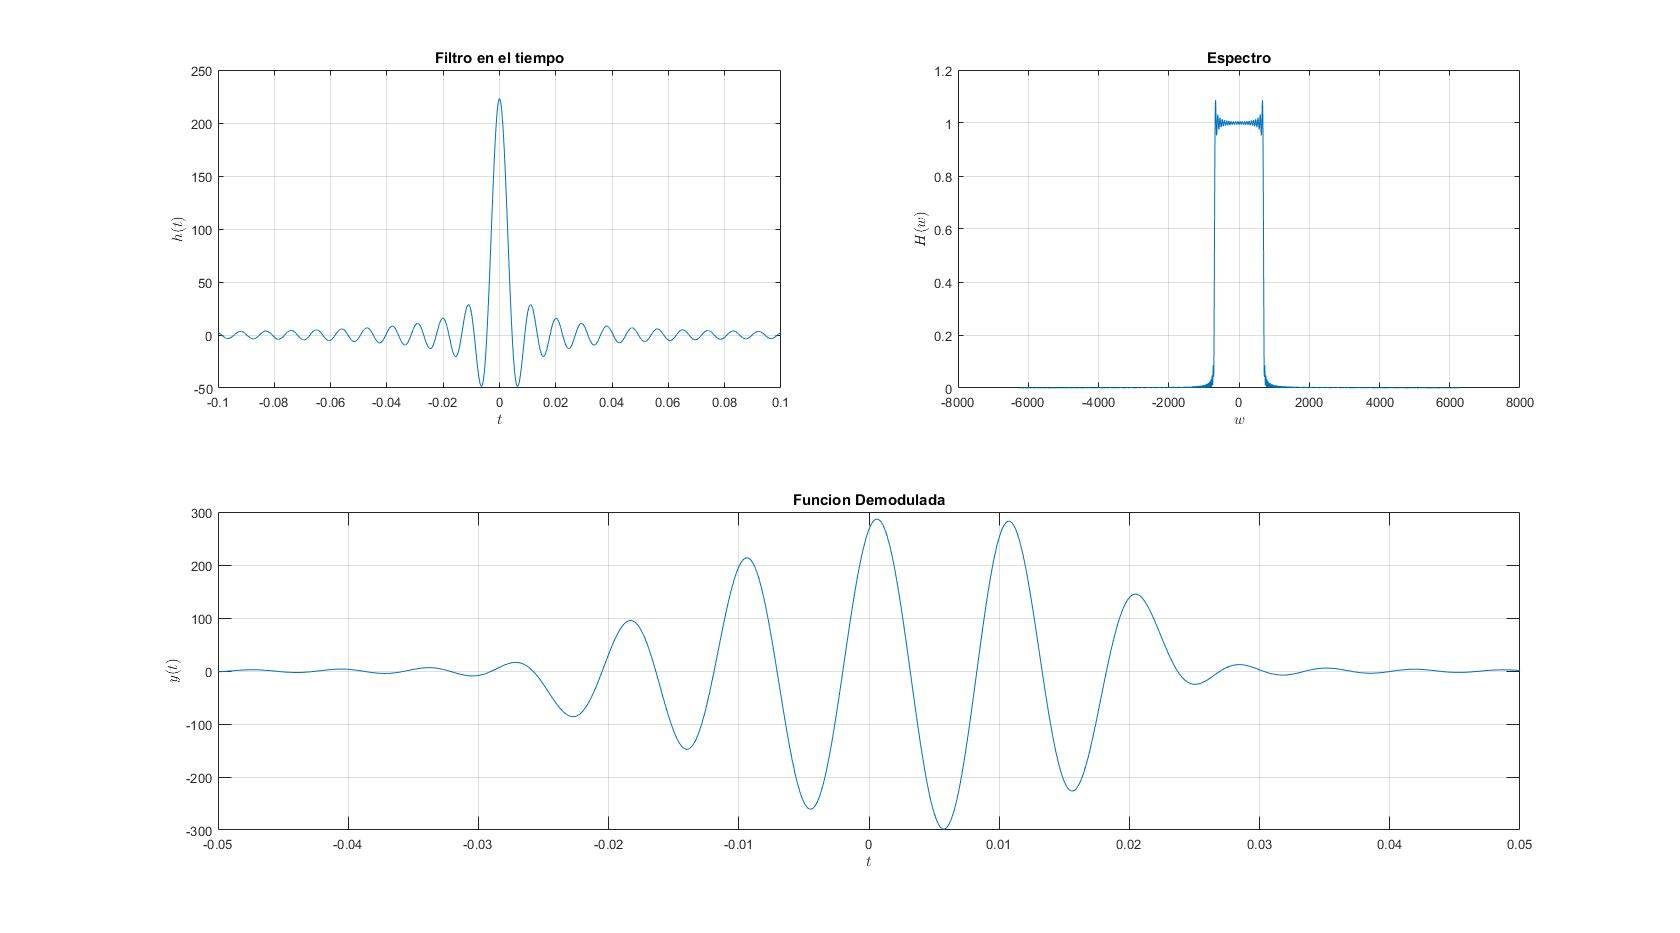 Filtro en el tiempo
250
200
150
100
50
0
-50
h(t)
-0.1 -0.08 -0.06 -0.04 -0.02 0 0.02 0.04 0.06 0.08 0.1
t
Espectro
1.2
1
0.8
0.6
0.4
0.2
0
H(w)
-8000 -6000 -4000 -2000 0 2000 4000 6000 8000
w
Funcion Demodulada
300
200
100
0
-100
-200
-300
y(t)
-0.05 -0.04 -0.03 -0.02 -0.01 0 0.01 0.02 0.03 0.04 0.05
t